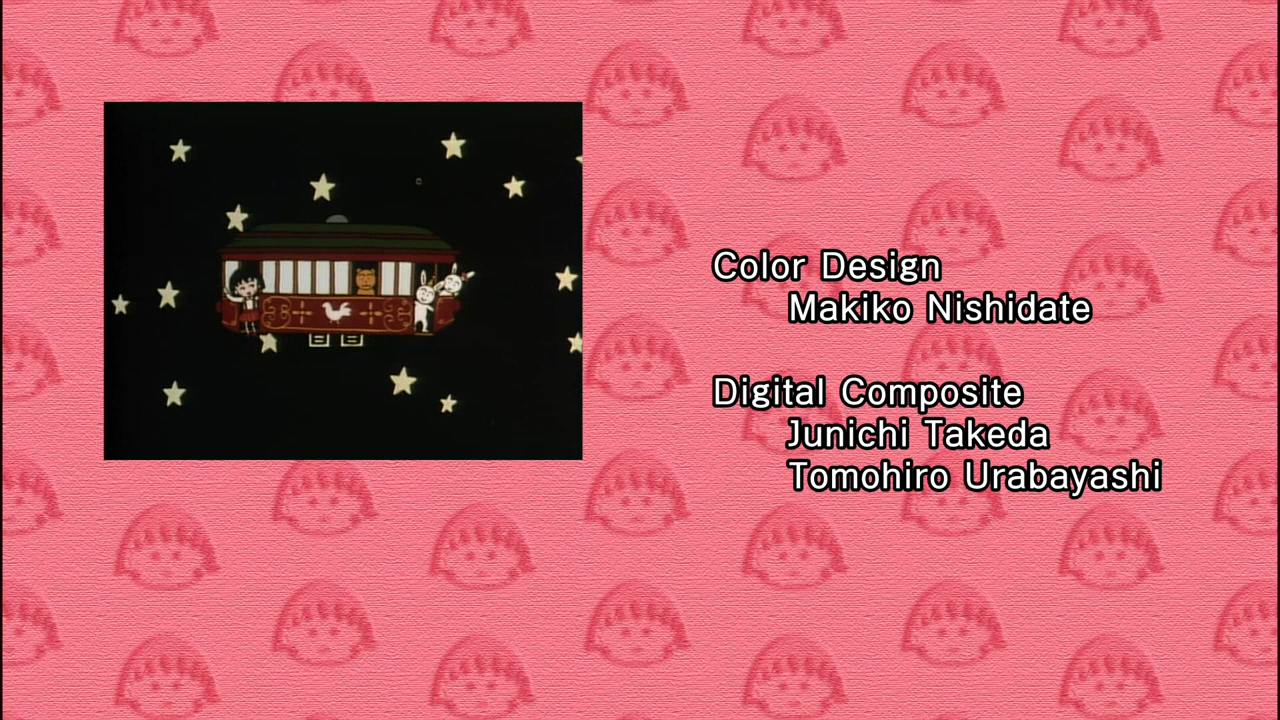 Color Design
Makiko Nishidate
Digital Composite
Junichi Takeda
Tomohiro Urabayashi